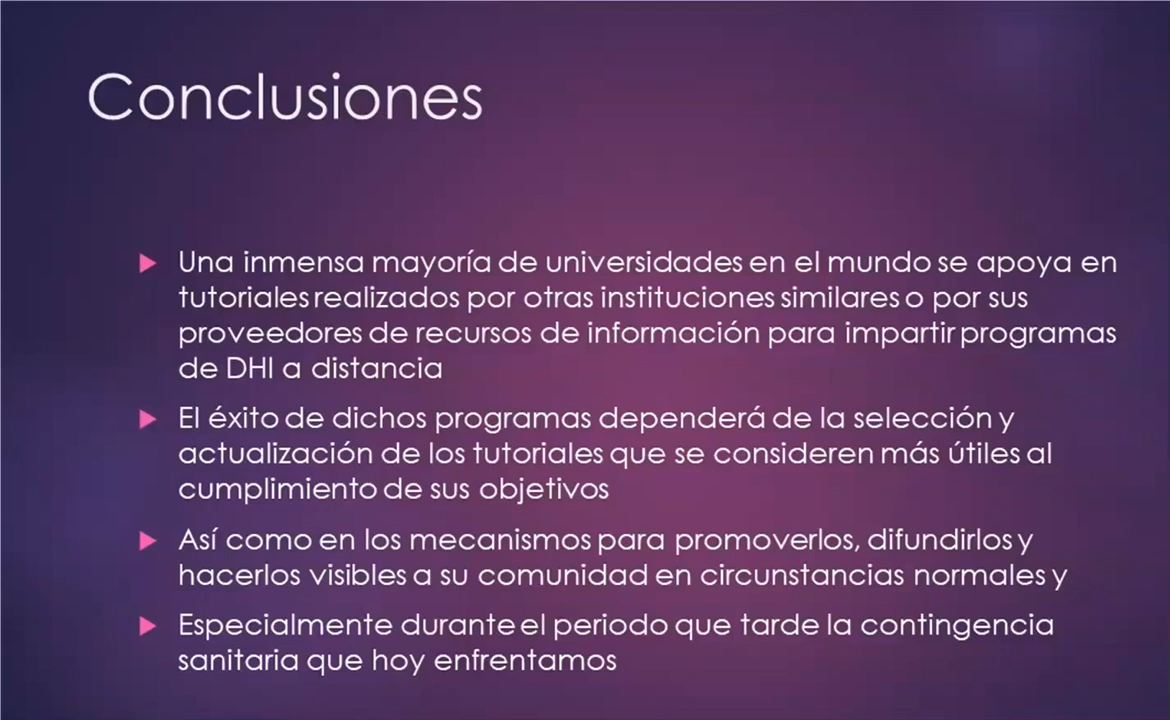 Conclusiones
Una inmensa mayoría de universidades en el mundo se apoya en
tutoriales realizados por otras instituciones similares o por sus
proveedores de recursos de información para impartir programas
de DHI a distancia
El éxito de dichos programas dependerá de la selección y
actualización de los tutoriales que se consideren más útiles al
cumplimiento de sus objetivos
Así como en los mecanismos para promoverlos, difundirlos y
hacerlos visibles a su comunidad en circunstancias normales y
Especialmente durante el periodo que tarde la contingencia
sanitaria que hoy enfrentamos